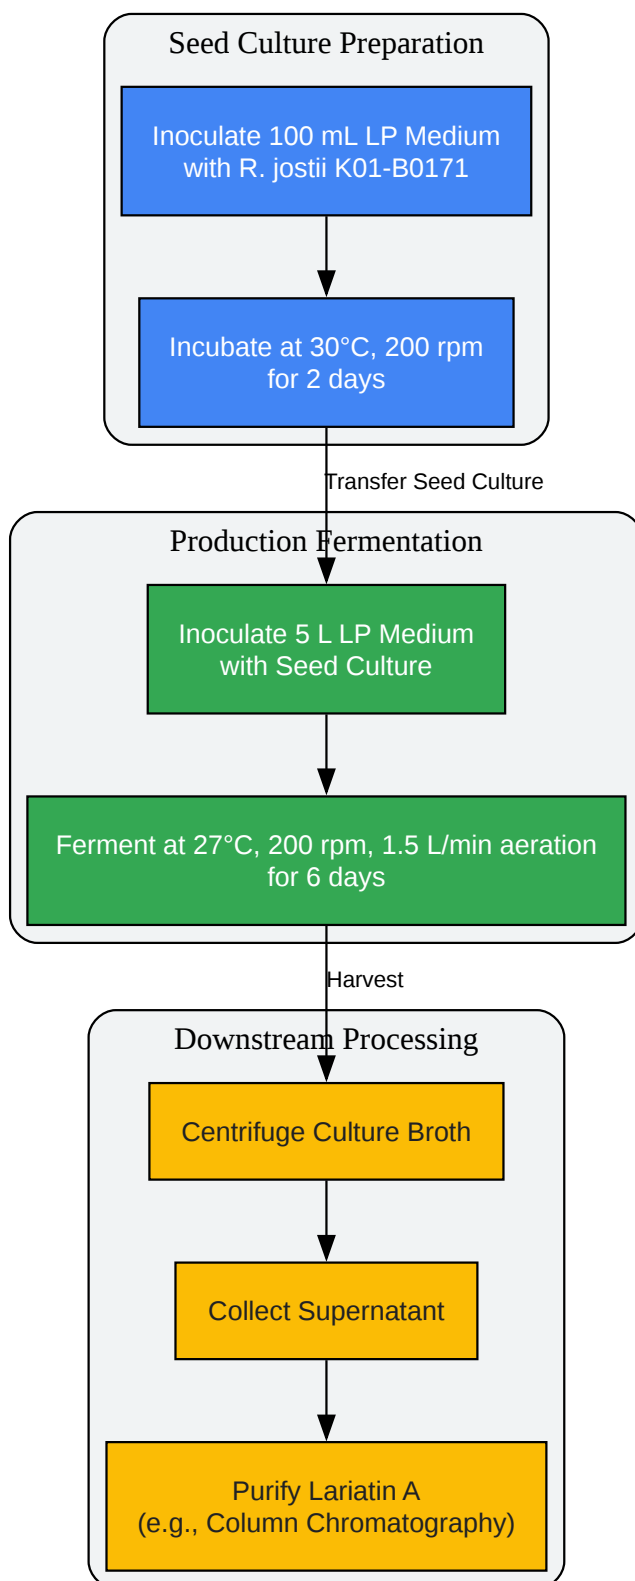 Seed Culture Preparation
Inoculate 100 mL LP Medium
with R. jostii K01-B0171
Incubate at 30°C, 200 rpm
for 2 days
Transfer Seed Culture
Production Fermentation
Inoculate 5 L LP Medium
with Seed Culture
Ferment at 27°C, 200 rpm, 1.5 L/min aeration
for 6 days
Harvest
Downstream Processing
Centrifuge Culture Broth
Collect Supernatant
Purify Lariatin A
(e.g., Column Chromatography)